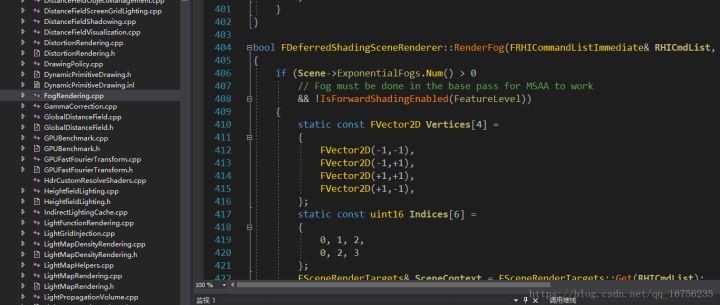 DistanceFieldObjectManagement.cpp
DistanceFieldScreenGridLighting.cpp
DistanceFieldShadowing.cpp
DistanceFieldVisualization.cpp
DistortionRendering.cpp
DistortionRendering.h
DrawingPolicy.cpp
DynamicPrimitiveDrawing.h
DynamicPrimitiveDrawing.inl
FogRendering.cpp
GammaCorrection.cpp
GlobalDistanceField.cpp
GlobalDistanceField.h
GPUBenchmark.cpp
GPUBenchmark.h
GPUFastFourierTransform.cpp
GPUFastFourierTransform.h
HdrCustomResolveShaders.cpp
HeightfieldLighting.cpp
HeightfieldLighting.h
IndirectLightingCache.cpp
LightFunctionRendering.cpp
LightGridInjection.cpp
LightMapDensityRendering.cpp
LightMapDensityRendering.h
LightMapHelpers.cpp
LightMapRendering.cpp
LightMapRendering.h
LightPropagationVolume.cpp
401 }
402 }
403
404 bool FDeferredShadingSceneRenderer::RenderFog(FRHICommandListImmediate& RHICmdList,
405 {
406 if (Scene->ExponentialFogs.Num() > 0
407 // Fog must be done in the base pass for MSAA to work
408 && !IsForwardShadingEnabled(FeatureLevel))
409 {
410 static const FVector2D Vertices[4] =
411 {
412 FVector2D(-1,-1),
413 FVector2D(-1,+1),
414 FVector2D(+1,+1),
415 FVector2D(+1,-1),
416 };
417 static const uint16 Indices[6] =
418 {
419 0, 1, 2,
420 0, 2, 3
421 };
422 FSceneRenderTargets& SceneContext = FSceneRenderTargets::Get(RHICmdList);
100 %
监视 1
调用堆栈
https://blog.csdn.net/qq_16756235